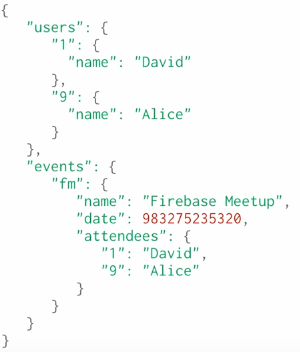 {
"users": {
"1": {
"name": "David"
},
"9": {
"name": "Alice"
}
},
"events": {
"fm": {
"name": "Firebase Meetup",
"date": 983275235320,
"attendees": {
"1": "David",
"9": "Alice"
}
}
}
}